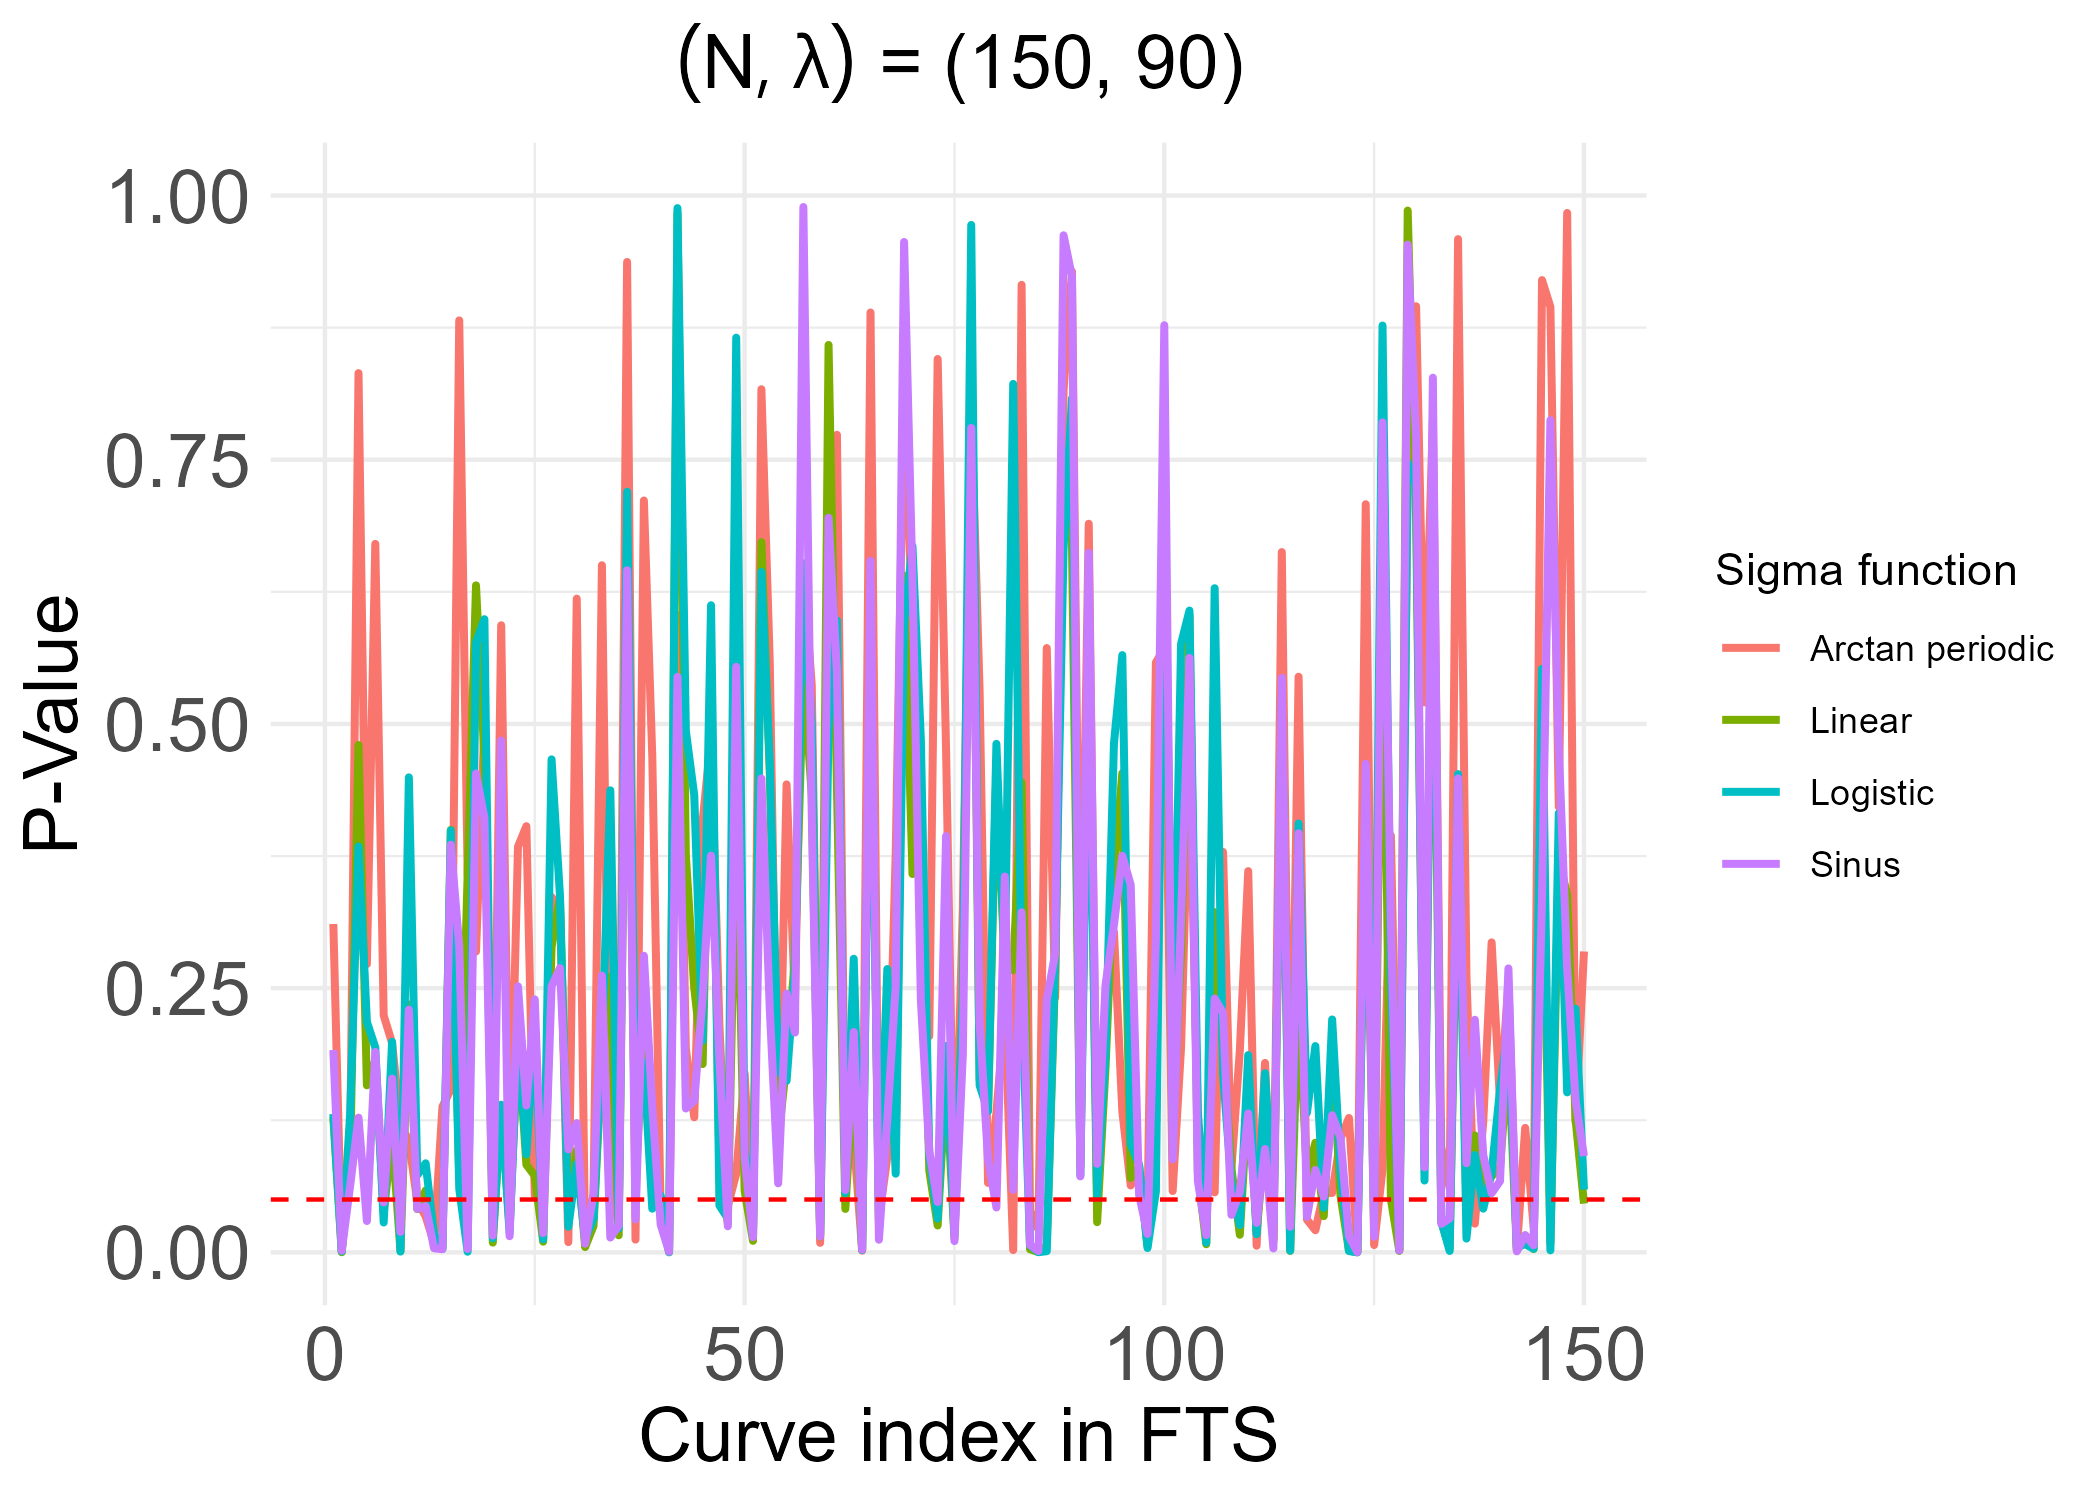 (N, λ) = (150, 90)
1.00
0.75
0.50
0.25
0.00
P-Value
0 50 100 150
Curve index in FTS
Sigma function
Arctan periodic
Linear
Logistic
Sinus